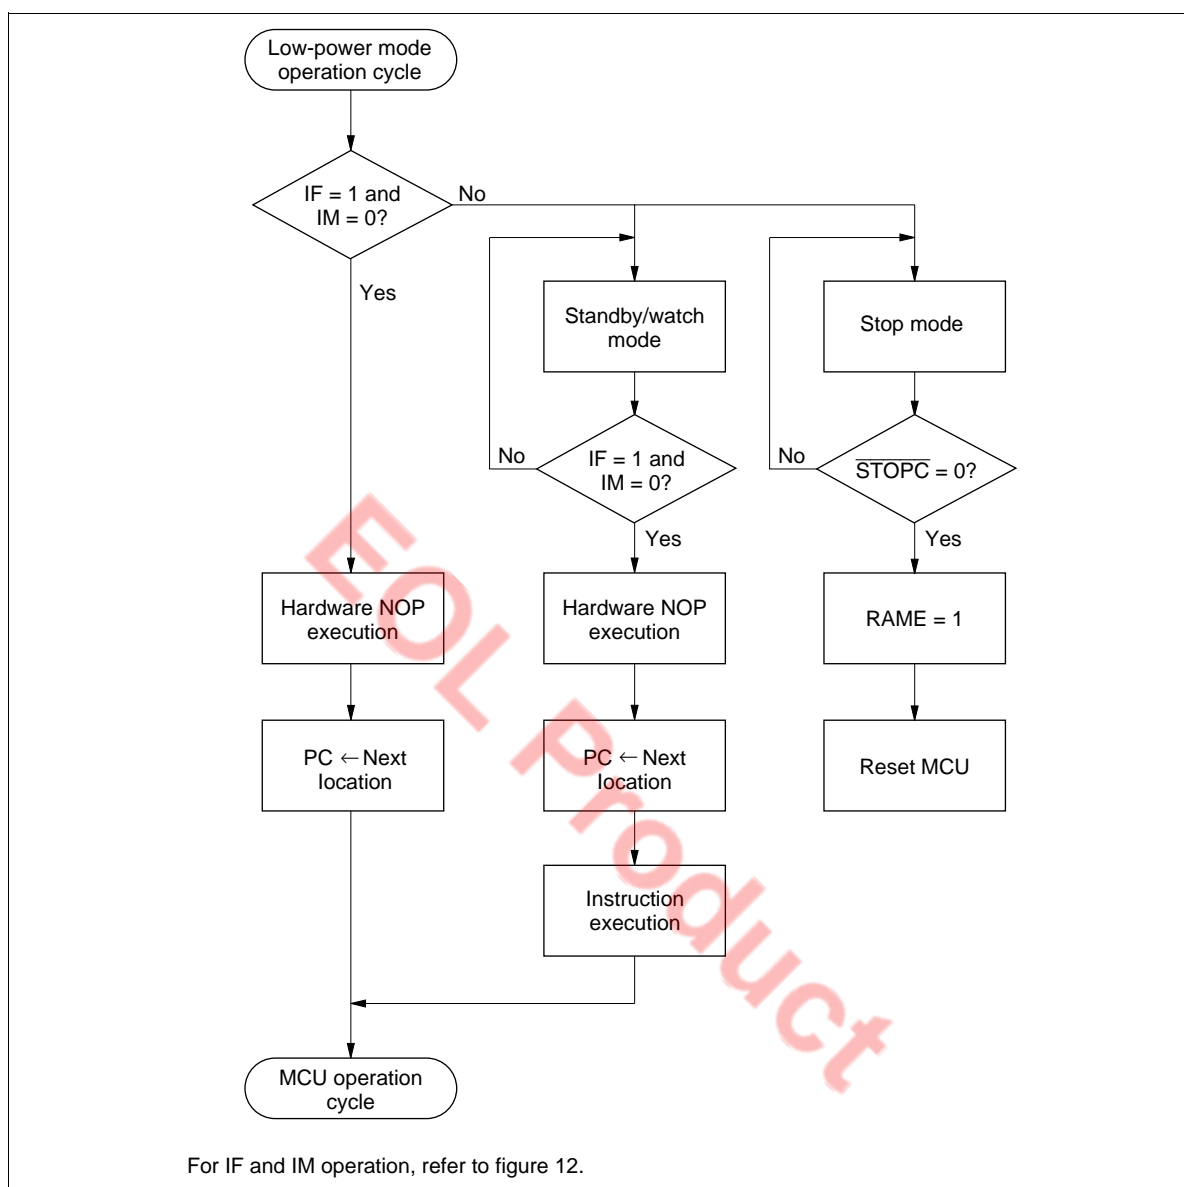 Low-power mode
operation cycle
IF = 1 and
IM = 0?
No
Yes
Standby/watch
mode
Stop mode
No
IF = 1 and
IM = 0?
Yes
No
STOPC = 0?
Yes
Hardware NOP
execution
Hardware NOP
execution
RAME = 1
PC ← Next
location
PC ← Next
location
Reset MCU
Instruction
execution
MCU operation
cycle
For IF and IM operation, refer to figure 12.
EOL Product